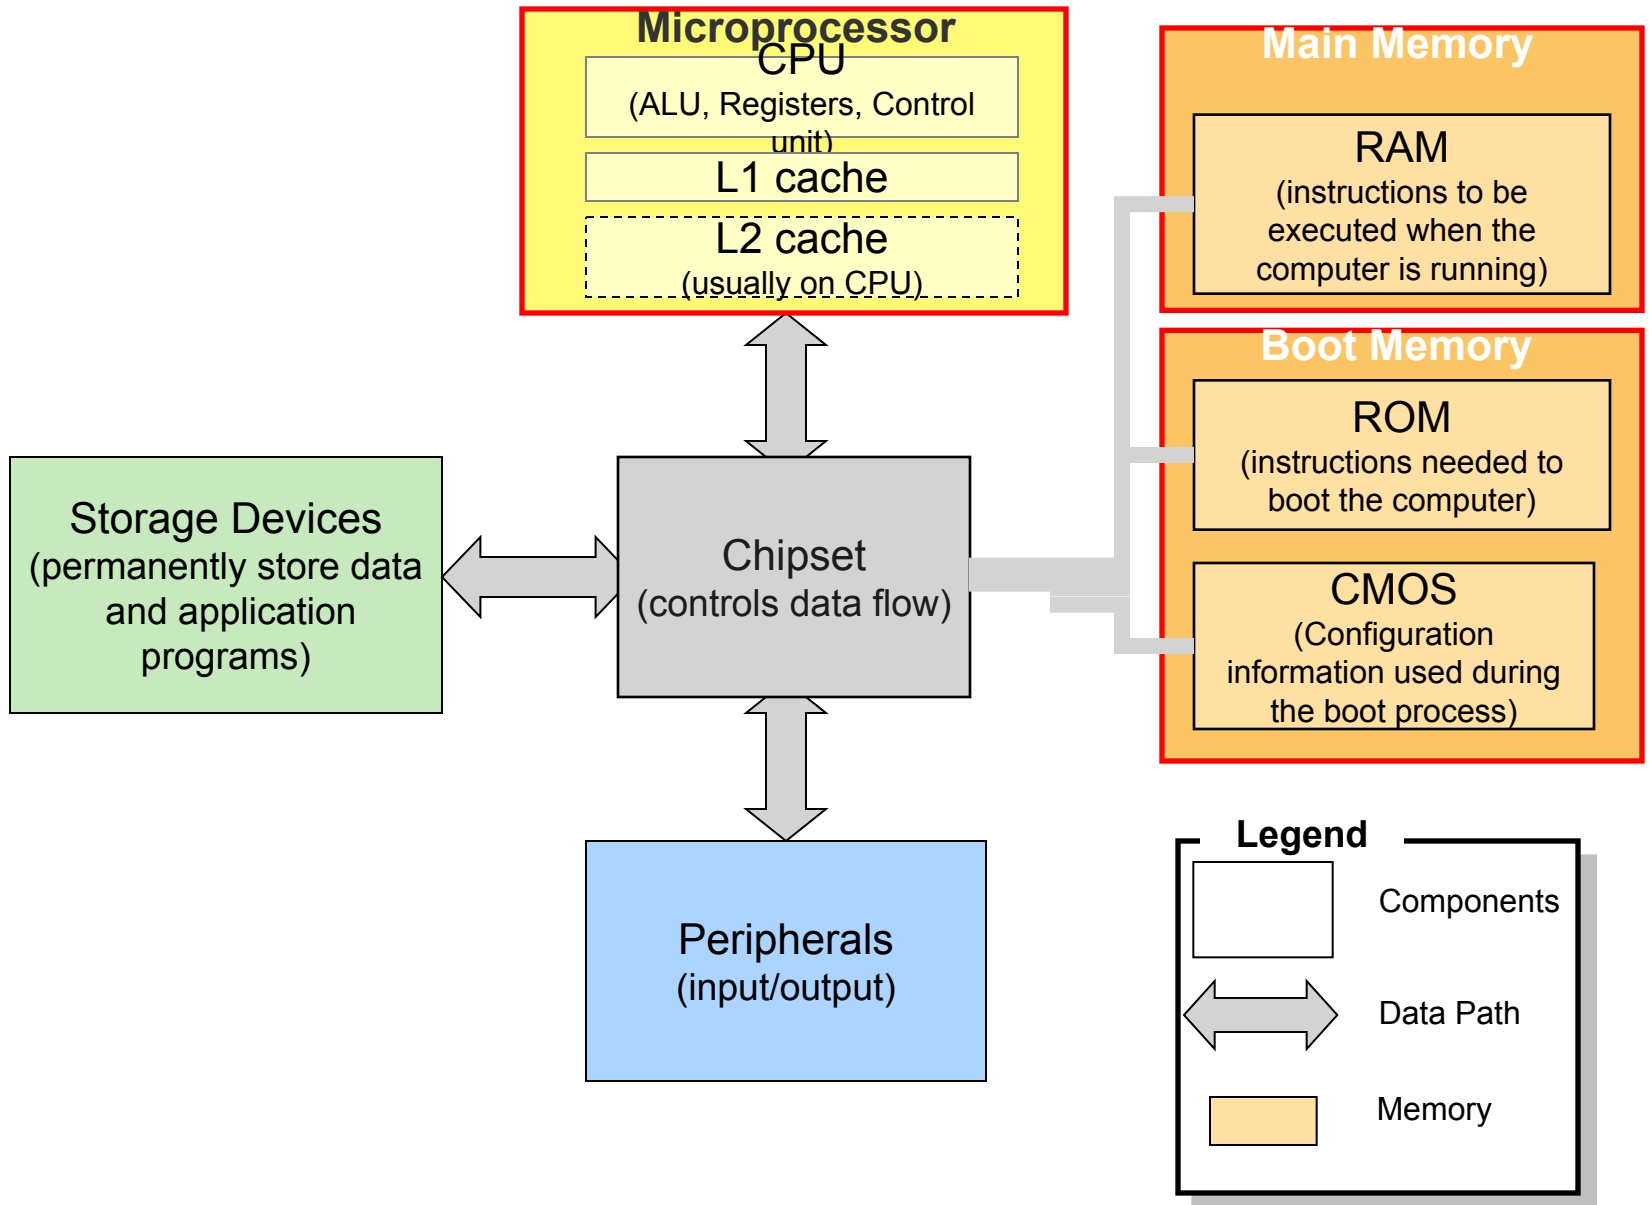 Microprocessor
CPU
(ALU, Registers, Control
unit)
L1 cache
L2 cache
(usually on CPU)
Main Memory
RAM
(instructions to be
executed when the
computer is running)
Boot Memory
ROM
(instructions needed to
boot the computer)
CMOS
(Configuration
information used during
the boot process)
Storage Devices
(permanently store data
and application
programs)
Chipset
(controls data flow)
Peripherals
(input/output)
Legend
Components
Data Path
Memory